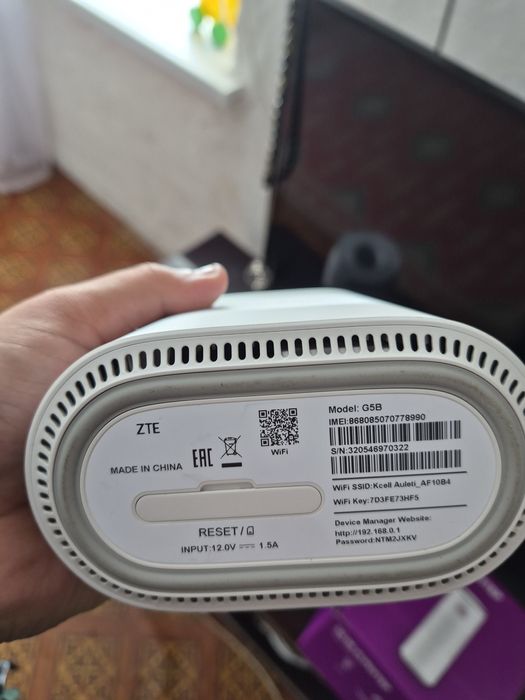 ZTE
MADE IN CHINA
EAC
WiFi
RESET/
INPUT:12.0V 1.5A
Model: G5B
IMEI:868085070778990
S/N:320546970322
WiFi SSID:Kcell Auleti_AF10B4
WiFi Key:7D3FE73HF5
Device Manager Website:
http://192.168.0.1
Password:NTM2JXKV